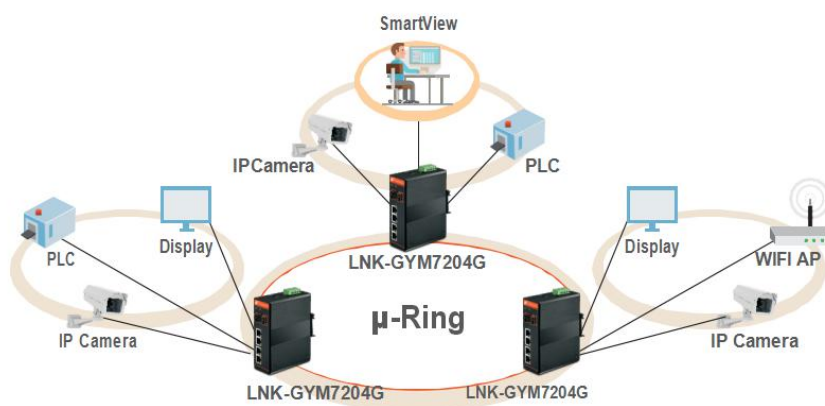 SmartView
IPCamera
PLC
LNK-GYM7204G
PLC
Display
IP Camera
LNK-GYM7204G
µ-Ring
Display
WIFI AP
IP Camera
LNK-GYM7204G